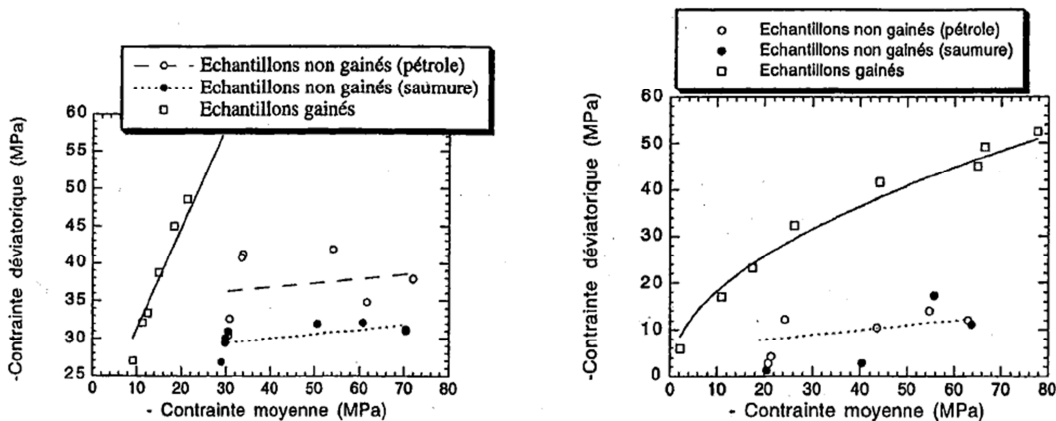 Echantillons non gainés (pétrole)
Echantillons non gainés (saumure)
Echantillons gainés
-Contrainte déviatorique (MPa)
60
55
50
45
40
35
30
25
0 10 20 30 40 50 60 70 80
- Contrainte moyenne (MPa)
Echantillons non gainés (pétrole)
Echantillons non gainés (saumure)
Echantillons gainés
-Contrainte déviatorique (MPa)
60
50
40
30
20
10
0
0 10 20 30 40 50 60 70 80
- Contrainte moyenne (MPa)